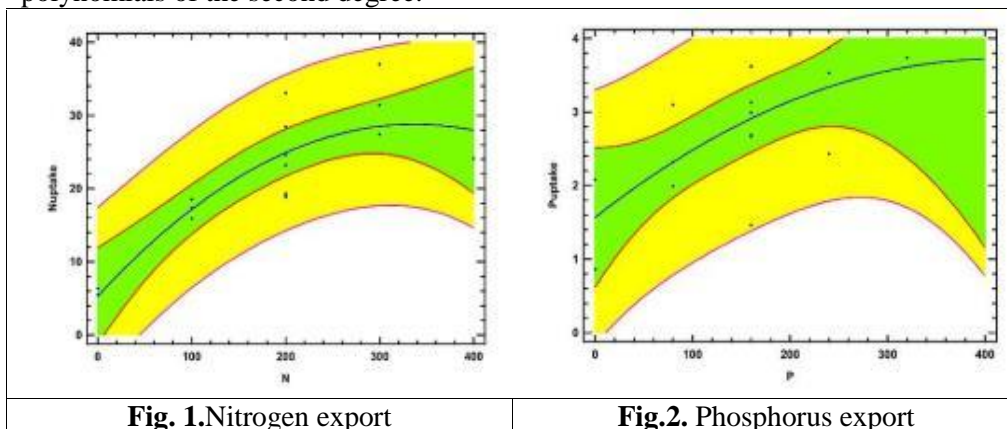 polynomials of the second degree.
40
30
20
10
0
Nuptake
0 100 200 300 400
N
4
3
2
1
0
Puptake
0 100 200 300 400
P
Fig. 1.Nitrogen export
Fig.2. Phosphorus export